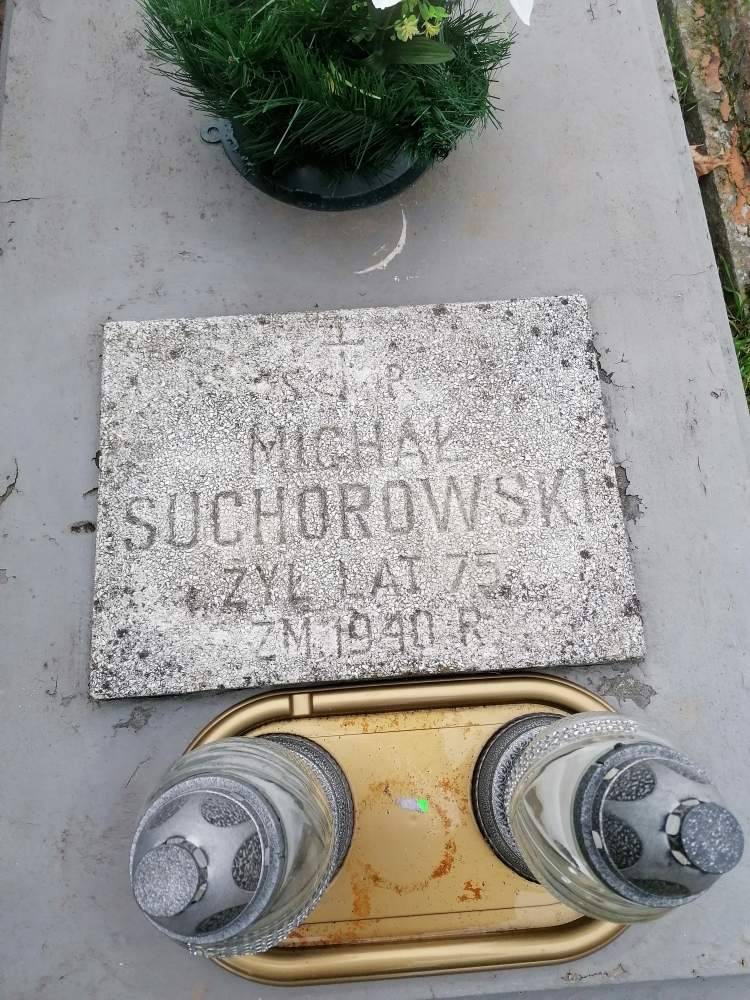 Ś P
MICHAŁ
SUCHOROWSKI
ŻYŁ LAT 75
ZM. 1940 R